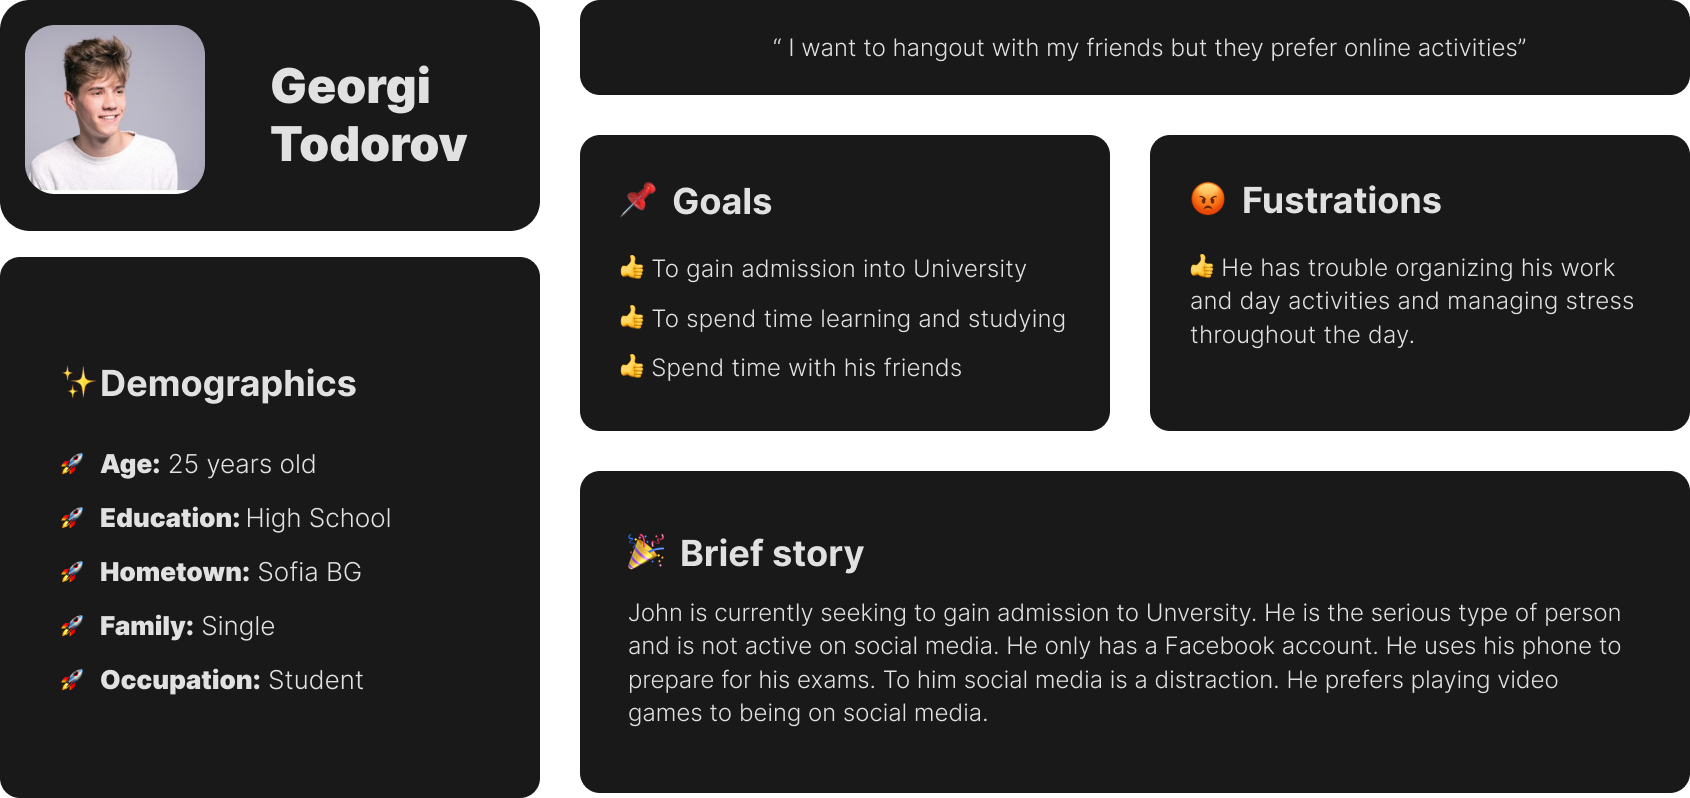 Georgi
Todorov
“ I want to hangout with my friends but they prefer online activities”
✨Demographics
🚀 Age: 25 years old
🚀 Education: High School
🚀 Hometown: Sofia BG
🚀 Family: Single
🚀 Occupation: Student
📌 Goals
👍 To gain admission into University
👍 To spend time learning and studying
👍 Spend time with his friends
😡 Fustrations
👍 He has trouble organizing his work
and day activities and managing stress
throughout the day.
🎉 Brief story
John is currently seeking to gain admission to Unversity. He is the serious type of person
and is not active on social media. He only has a Facebook account. He uses his phone to
prepare for his exams. To him social media is a distraction. He prefers playing video
games to being on social media.